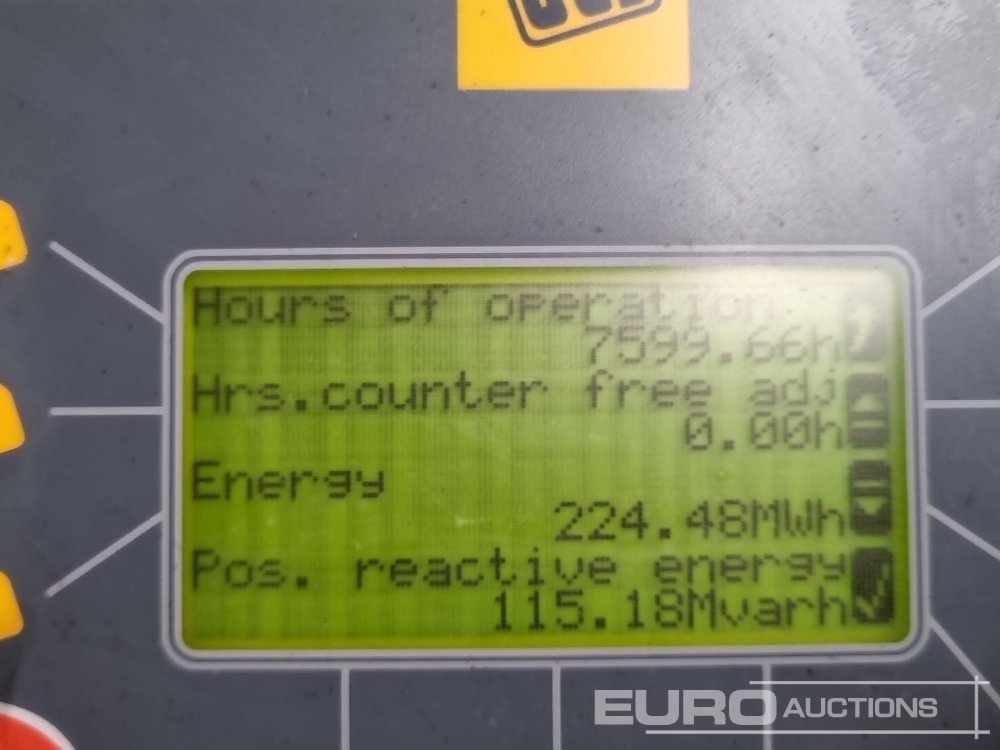 Hours of operation
7599.66h
Hrs.counter free adj
0.00h
Energy
224.48MWh
Pos. reactive energy
115.18Mvarh
EURO AUCTIONS